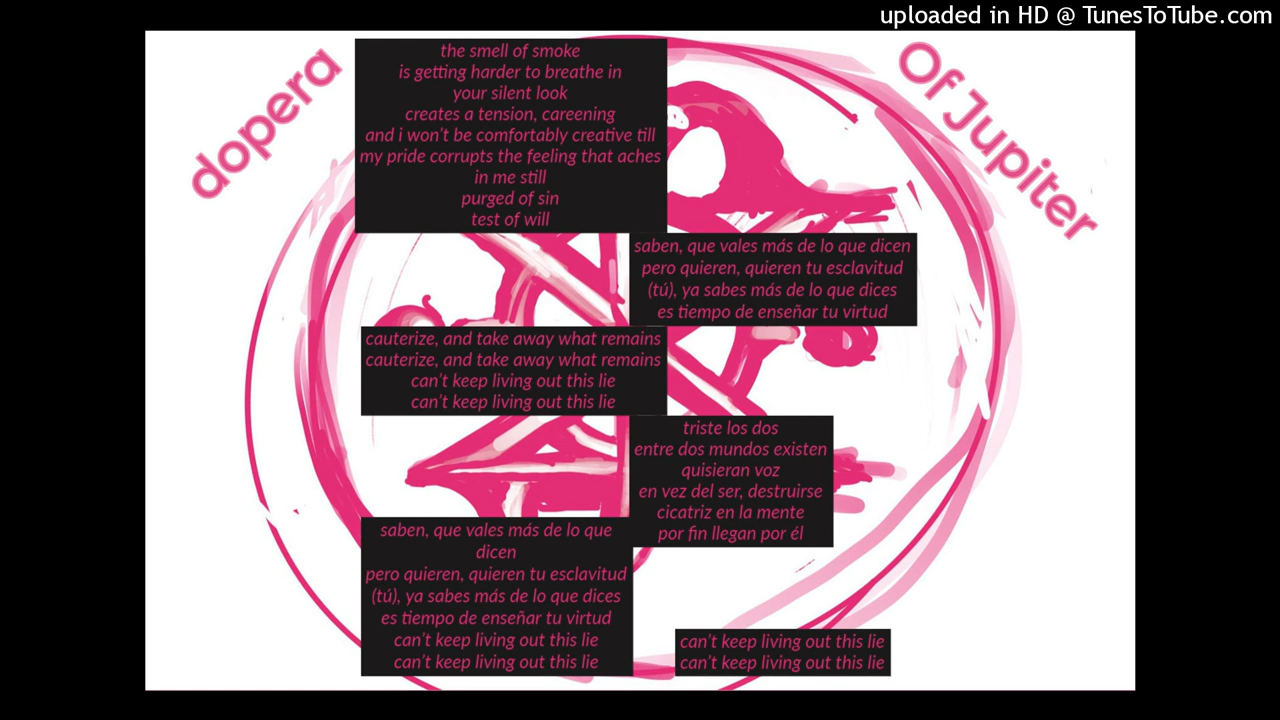 uploaded in HD @ TunesToTube.com
dopera
Of Jupiter
the smell of smoke
is getting harder to breathe in
your silent look
creates a tension, careening
and i won't be comfortably creative till
my pride corrupts the feeling that aches
in me still
purged of sin
test of will
saben, que vales más de lo que dicen
pero quieren, quieren tu esclavitud
(tú), ya sabes más de lo que dices
es tiempo de enseñar tu virtud
cauterize, and take away what remains
cauterize, and take away what remains
can't keep living out this lie
can't keep living out this lie
triste los dos
entre dos mundos existen
quisieran voz
en vez del ser, destruirse
cicatriz en la mente
por fin llegan por él
saben, que vales más de lo que
dicen
pero quieren, quieren tu esclavitud
(tú), ya sabes más de lo que dices
es tiempo de enseñar tu virtud
can't keep living out this lie
can't keep living out this lie
can't keep living out this lie
can't keep living out this lie